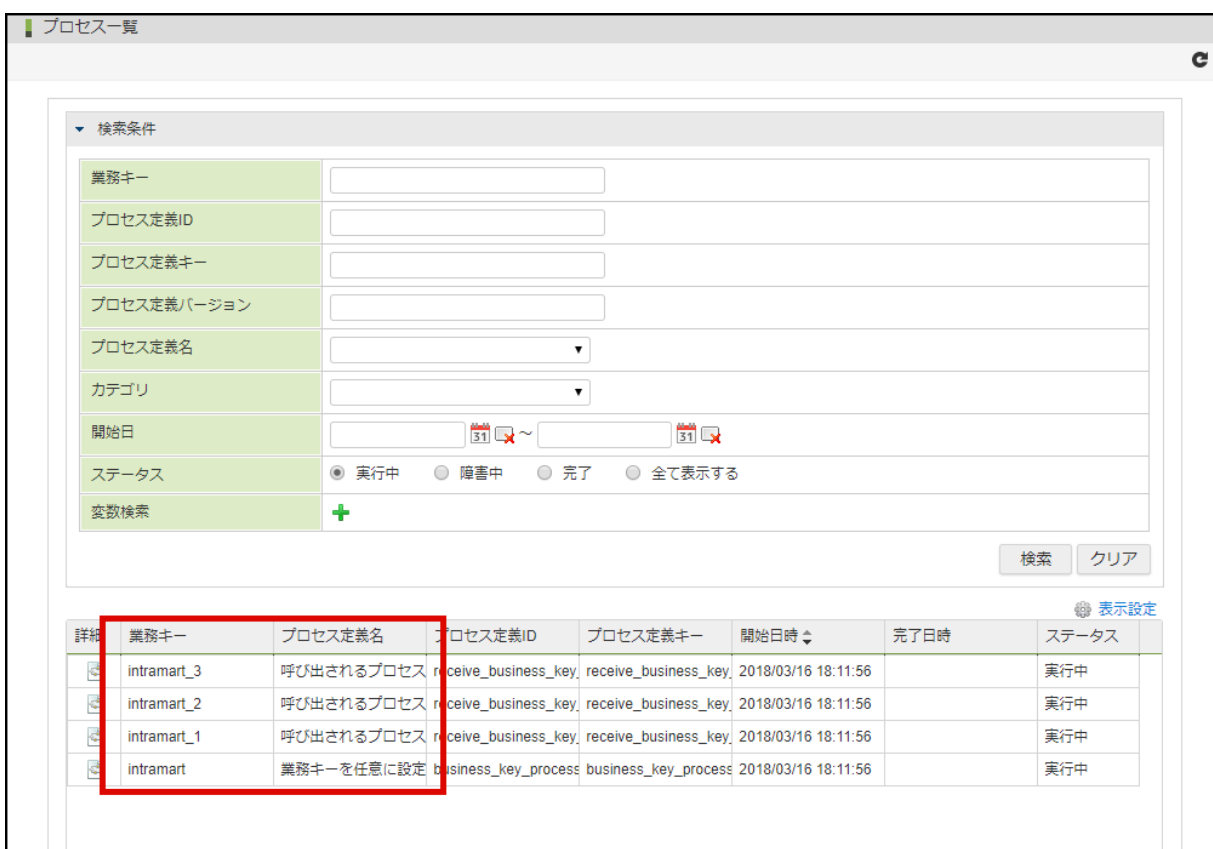 プロセス一覧
検索条件
業務キー
プロセス定義ID
プロセス定義キー
プロセス定義バージョン
プロセス定義名
カテゴリ
開始日 31 ～ 31
ステータス 実行中 障害中 完了 全て表示する
変数検索
検索 クリア
表示設定
詳細 業務キー プロセス定義名 プロセス定義ID プロセス定義キー 開始日時 完了日時 ステータス
intramart_3 呼び出されるプロセス receive_business_key_ receive_business_key_ 2018/03/16 18:11:56 実行中
intramart_2 呼び出されるプロセス receive_business_key_ receive_business_key_ 2018/03/16 18:11:56 実行中
intramart_1 呼び出されるプロセス receive_business_key_ receive_business_key_ 2018/03/16 18:11:56 実行中
intramart 業務キーを任意に設定 business_key_process business_key_process 2018/03/16 18:11:56 実行中